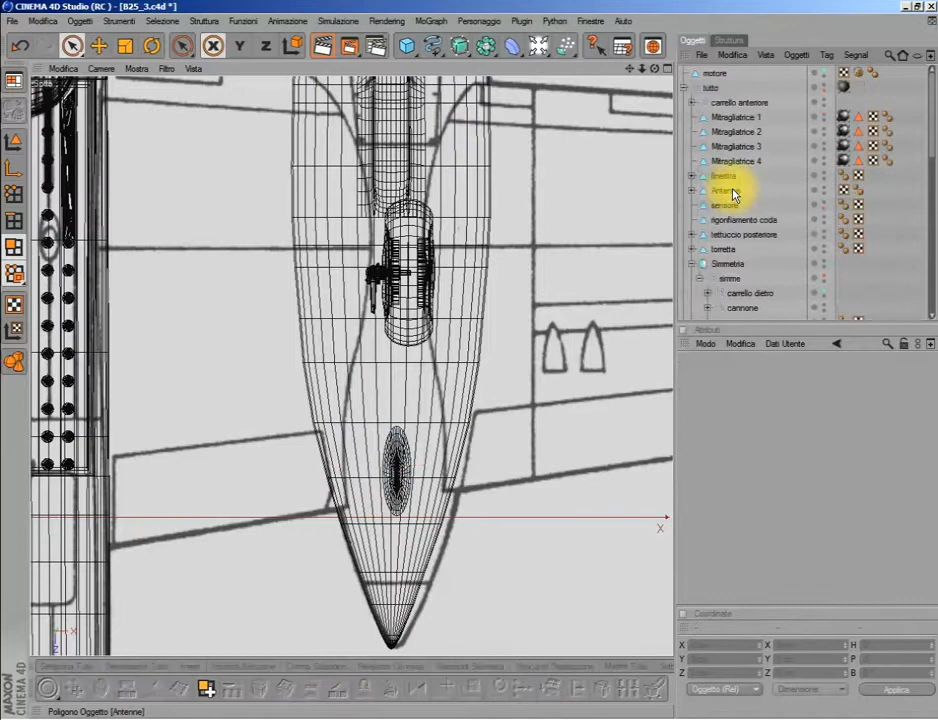 CINEMA 4D Studio (RC) - [B25_3.c4d *]
File Modifica Oggetti Strumenti Selezione Struttura Funzioni Animazione Simulazione Rendering MoGraph Personaggio Plugin Python Finestre Aiuto
Modifica Camere Mostra Filtro Vista
Oggetti Struttura
File Modifica Vista Oggetti Tag Segnal
motore
tutto
carrello anteriore
Mitragliatrice 1
Mitragliatrice 2
Mitragliatrice 3
Mitragliatrice 4
finestra
Antenne
sensore
rigonfiamento coda
lettuccio posteriore
torretta
Simmetria
simme
carrello dietro
cannone
Attributi
Modo Modifica Dati Utente
X
X
Coordinate
X X H
Y Y P
Z Z B
Oggetto (Rel) Dimensione Applica
MAXON
CINEMA 4D
Poligono Oggetto [Antenne]